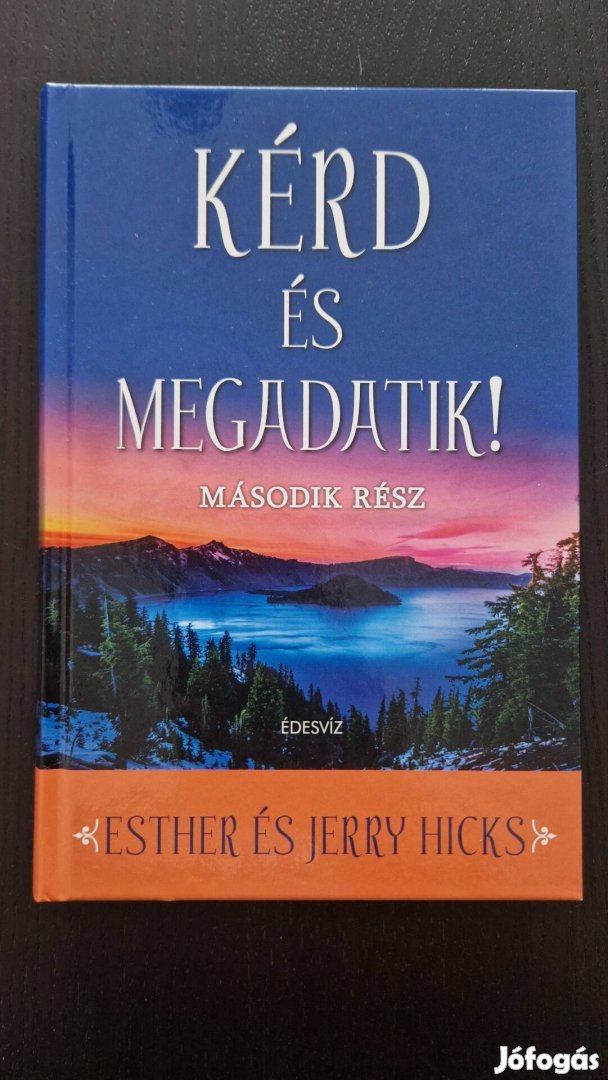 KÉRD
ÉS
MEGADATIK!
MÁSODIK RÉSZ
ÉDESVÍZ
ESTHER ÉS JERRY HICKS
Jófogás